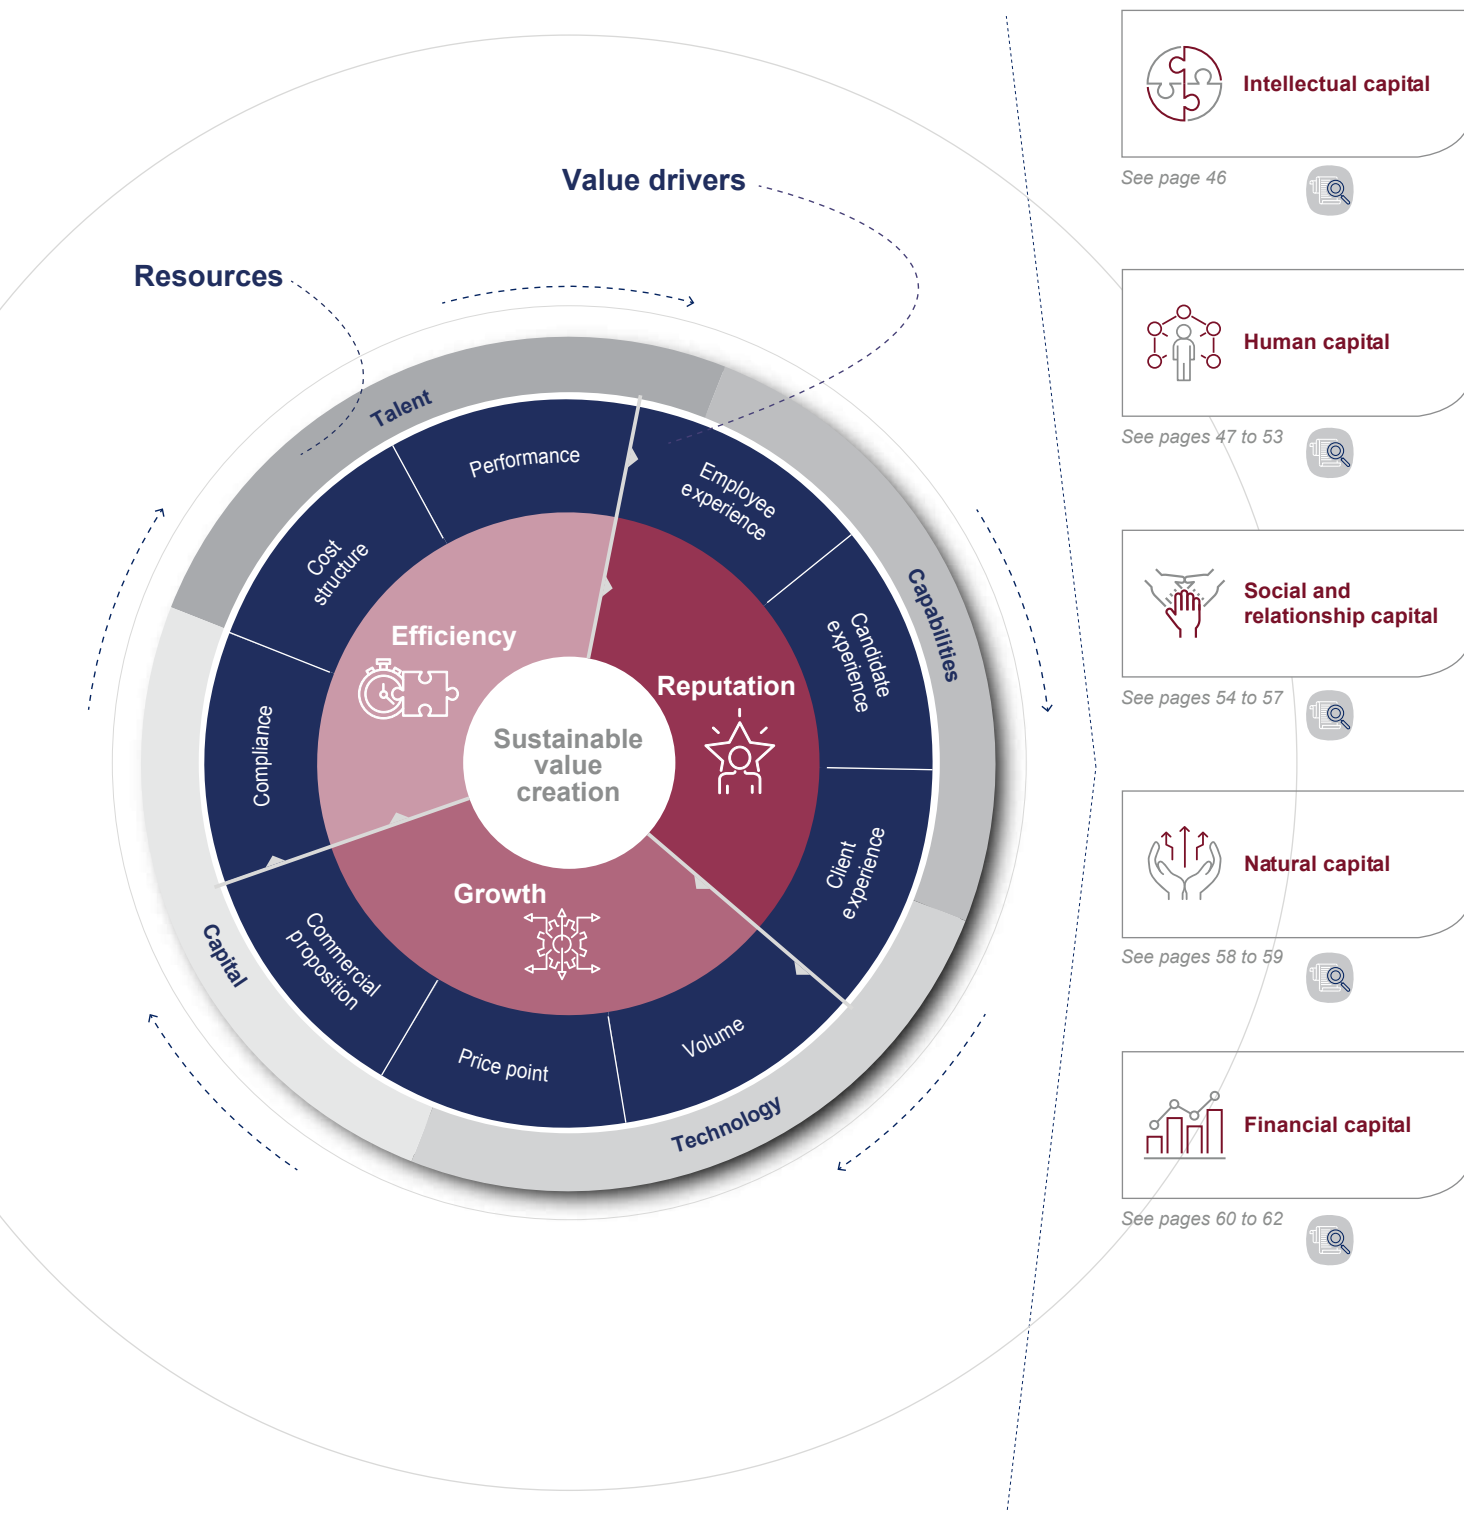 Value drivers
Resources
Talent
Capabilities
Technology
Capital
Performance
Employee
experience
Candidate
experience
Client
experience
Volume
Price point
Commercial
proposition
Compliance
Cost
structure
Efficiency
Reputation
Growth
Sustainable
value
creation
Intellectual capital
See page 46
Human capital
See pages 47 to 53
Social and
relationship capital
See pages 54 to 57
Natural capital
See pages 58 to 59
Financial capital
See pages 60 to 62